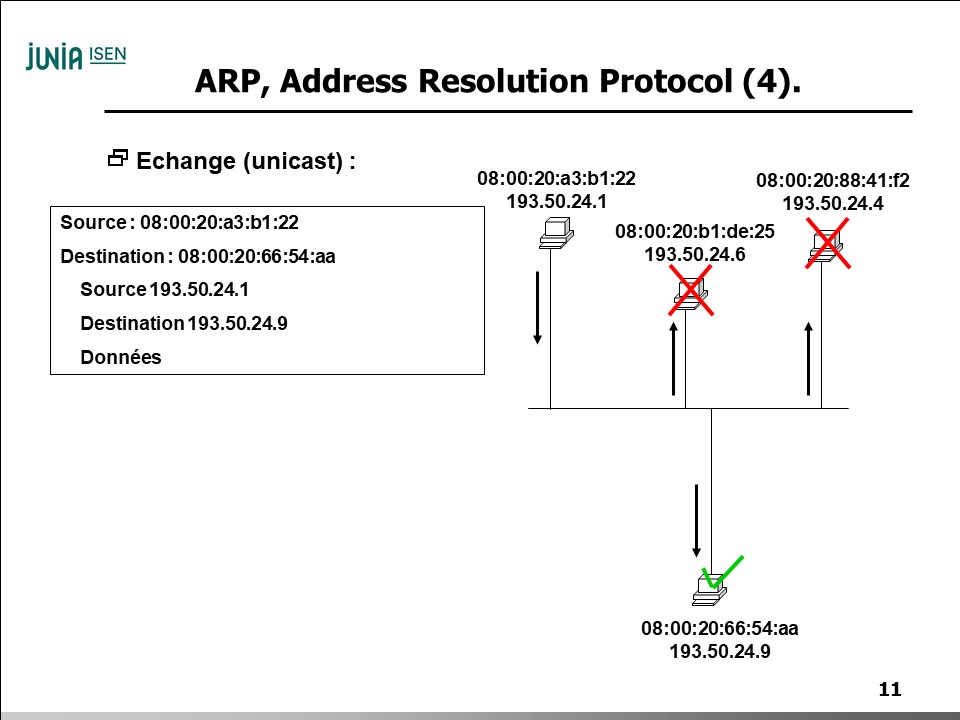 JUNIA ISEN
ARP, Address Resolution Protocol (4).
Echange (unicast) :
Source : 08:00:20:a3:b1:22
Destination : 08:00:20:66:54:aa
Source 193.50.24.1
Destination 193.50.24.9
Données
08:00:20:a3:b1:22
193.50.24.1
08:00:20:b1:de:25
193.50.24.6
08:00:20:88:41:f2
193.50.24.4
08:00:20:66:54:aa
193.50.24.9
11